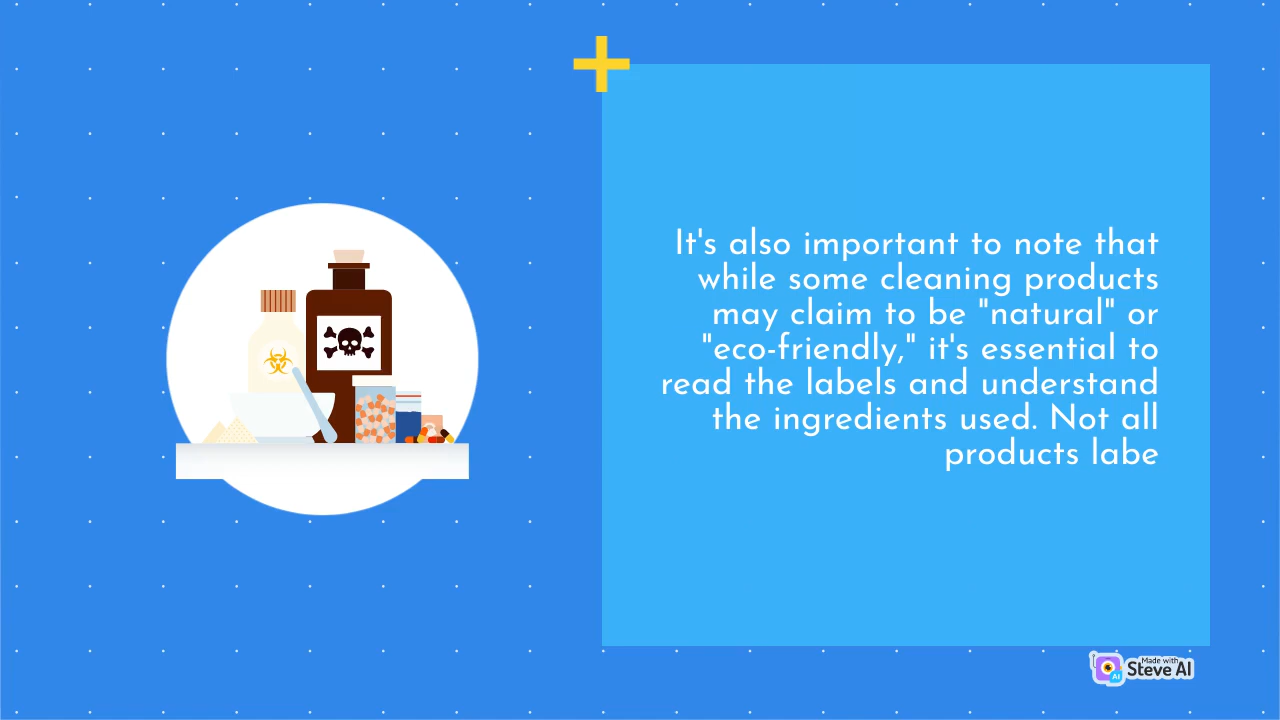 It's also important to note that
while some cleaning products
may claim to be "natural" or
"eco-friendly," it's essential to
read the labels and understand
the ingredients used. Not all
products labe
Made with
Steve AI
AI